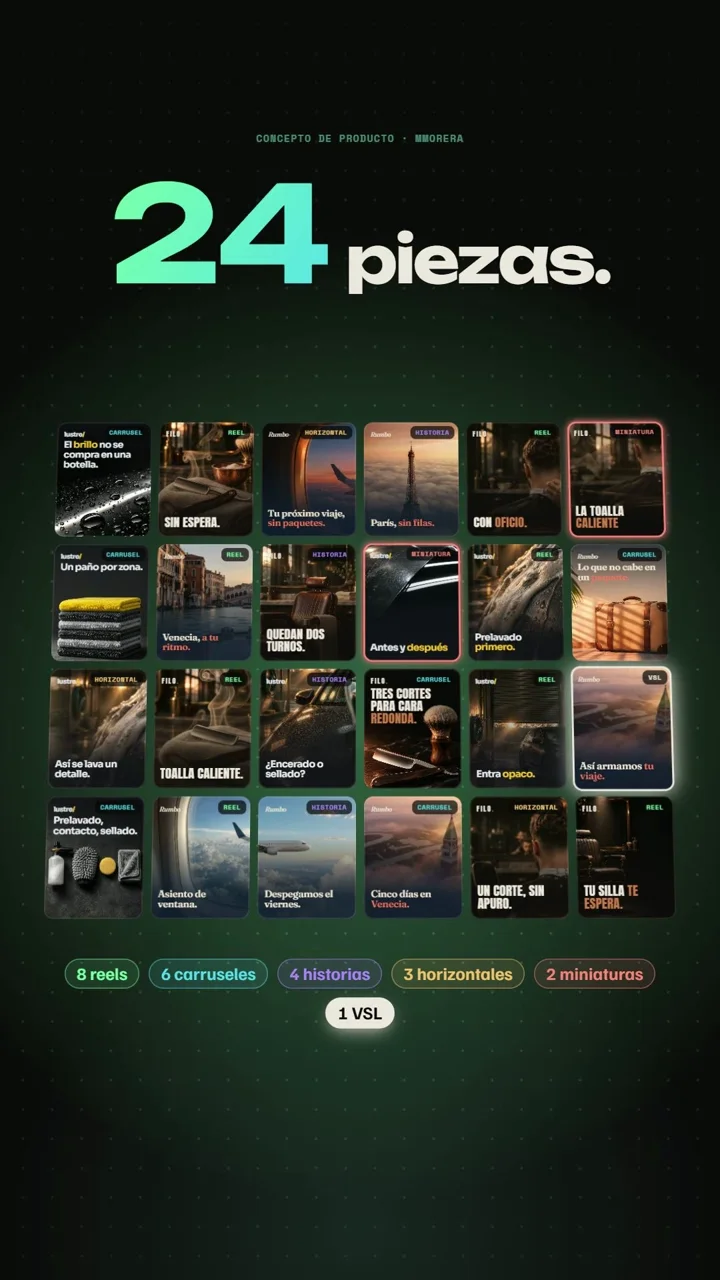 CONCEPTO DE PRODUCTO · MMORERA
24 piezas.
lustre/ CARRUSEL
El brillo no se
compra en una
botella.
FILO. REEL
SIN ESPERA.
Rumbo HORIZONTAL
Tu próximo viaje,
sin paquetes.
Rumbo HISTORIA
París, sin filas.
FILO. REEL
CON OFICIO.
FILO. MINIATURA
LA TOALLA
CALIENTE
lustre/ CARRUSEL
Un paño por zona.
Rumbo REEL
Venecia, a tu
ritmo.
FILO. HISTORIA
QUEDAN DOS
TURNOS.
lustre/ MINIATURA
Antes y después
lustre/ REEL
Prelavado
primero.
Rumbo CARRUSEL
Lo que no cabe en
un
lustre/ HORIZONTAL
Así se lava un
detalle.
FILO. REEL
TOALLA CALIENTE.
lustre/ HISTORIA
¿Encerado o
sellado?
FILO. CARRUSEL
TRES CORTES
PARA CARA
REDONDA.
lustre/ REEL
Entra opaco.
Rumbo VSL
Así armamos tu
viaje.
lustre/ CARRUSEL
Prelavado,
contacto, sellado.
Rumbo REEL
Asiento de
ventana.
Rumbo HISTORIA
Despegamos el
viernes.
Rumbo CARRUSEL
Cinco días en
Venecia.
FILO. HORIZONTAL
UN CORTE, SIN
APURO.
FILO. REEL
TU SILLA TE
ESPERA.
8 reels
6 carruseles
4 historias
3 horizontales
2 miniaturas
1 VSL